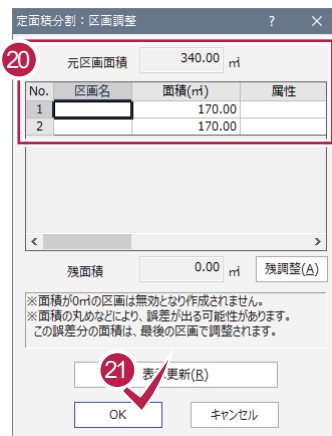 定面積分割：区画調整 ? ×
20
元区画面積 340.00 ㎡
No. 区画名 面積(㎡) 属性
1 170.00
2 170.00
< >
残面積 0.00 ㎡ 残調整(A)
※面積が0㎡の区画は無効となり作成されません。
※面積の丸めなどにより、誤差が出る可能性があります。
この誤差分の面積は、最後の区画で調整されます。
21
表示更新(R)
OK キャンセル